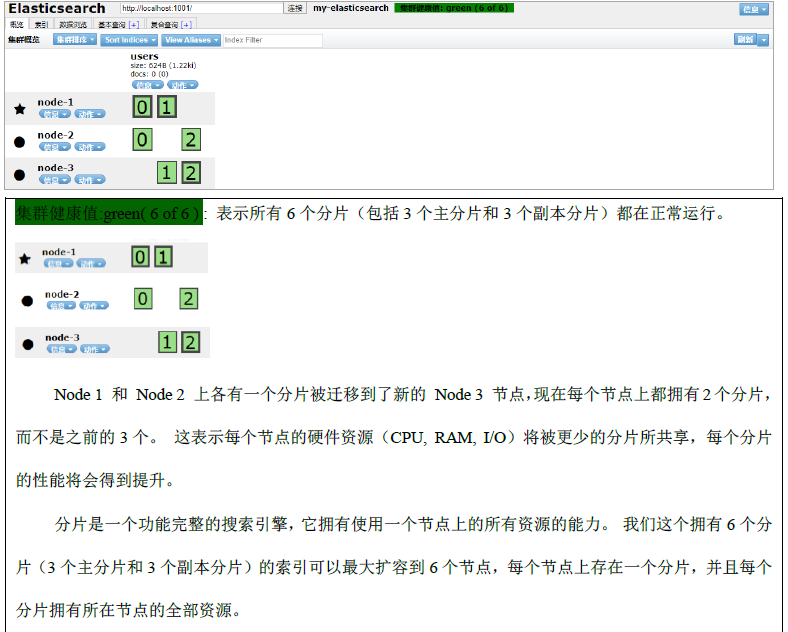 Elasticsearch http://localhost:1001/ 连接 my-elasticsearch 集群健康值: green (6 of 6) 信息
概览 索引 数据浏览 基本查询 [+] 复合查询 [+]
集群概览 集群排序 Sort Indices View Aliases Index Filter 刷新
users
size: 624B (1.22ki)
docs: 0 (0)
信息 动作
node-1 0 1
信息 动作
node-2 0 2
信息 动作
node-3 1 2
信息 动作
集群健康值:green( 6 of 6 ) : 表示所有 6 个分片（包括 3 个主分片和 3 个副本分片）都在正常运行。
node-1 0 1
信息 动作
node-2 0 2
信息 动作
node-3 1 2
信息 动作
Node 1 和 Node 2 上各有一个分片被迁移到了新的 Node 3 节点，现在每个节点上都拥有 2 个分片，
而不是之前的 3 个。 这表示每个节点的硬件资源（CPU, RAM, I/O）将被更少的分片所共享，每个分片
的性能将会得到提升。
分片是一个功能完整的搜索引擎，它拥有使用一个节点上的所有资源的能力。 我们这个拥有 6 个分
片（3 个主分片和 3 个副本分片）的索引可以最大扩容到 6 个节点，每个节点上存在一个分片，并且每个
分片拥有所在节点的全部资源。